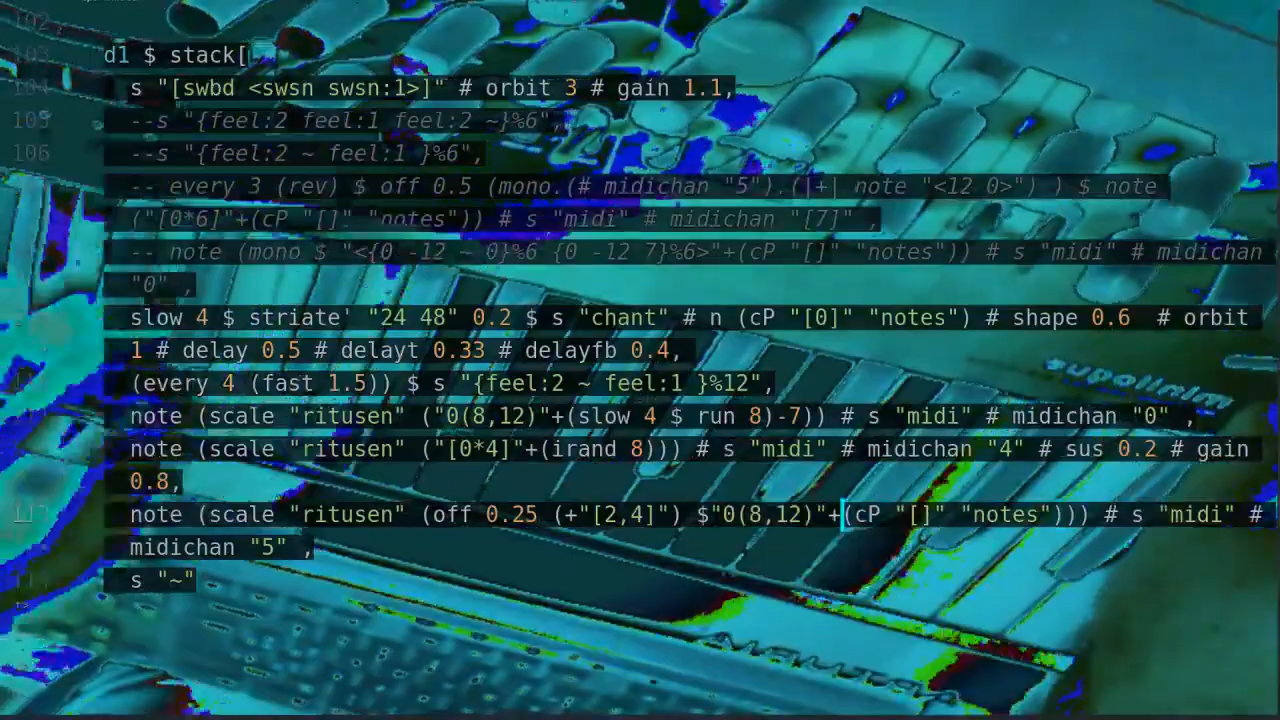 102
103 d1 $ stack[
104 s "[swbd <swsn swsn:1>]" # orbit 3 # gain 1.1,
105 --s "{feel:2 feel:1 feel:2 ~}%6",
106 --s "{feel:2 ~ feel:1 }%6",
-- every 3 (rev) $ off 0.5 (mono.(# midichan "5").(|+| note "<12 0>") ) $ note
("[0*6]"+(cP "[]" "notes")) # s "midi" # midichan "[7]" ,
-- note (mono $ "<{0 -12 ~ 0}%6 {0 -12 7}%6>"+(cP "[]" "notes")) # s "midi" # midichan
"0" ,
slow 4 $ striate' "24 48" 0.2 $ s "chant" # n (cP "[0]" "notes") # shape 0.6  # orbit
1 # delay 0.5 # delayt 0.33 # delayfb 0.4,
(every 4 (fast 1.5)) $ s "{feel:2 ~ feel:1 }%12",
note (scale "ritusen" ("0(8,12)"+(slow 4 $ run 8)-7)) # s "midi" # midichan "0" ,
note (scale "ritusen" ("[0*4]"+(irand 8))) # s "midi" # midichan "4" # sus 0.2 # gain
0.8,
note (scale "ritusen" (off 0.25 (+"[2,4]") $"0(8,12)"+(cP "[]" "notes"))) # s "midi" #
midichan "5" ,
s "~"